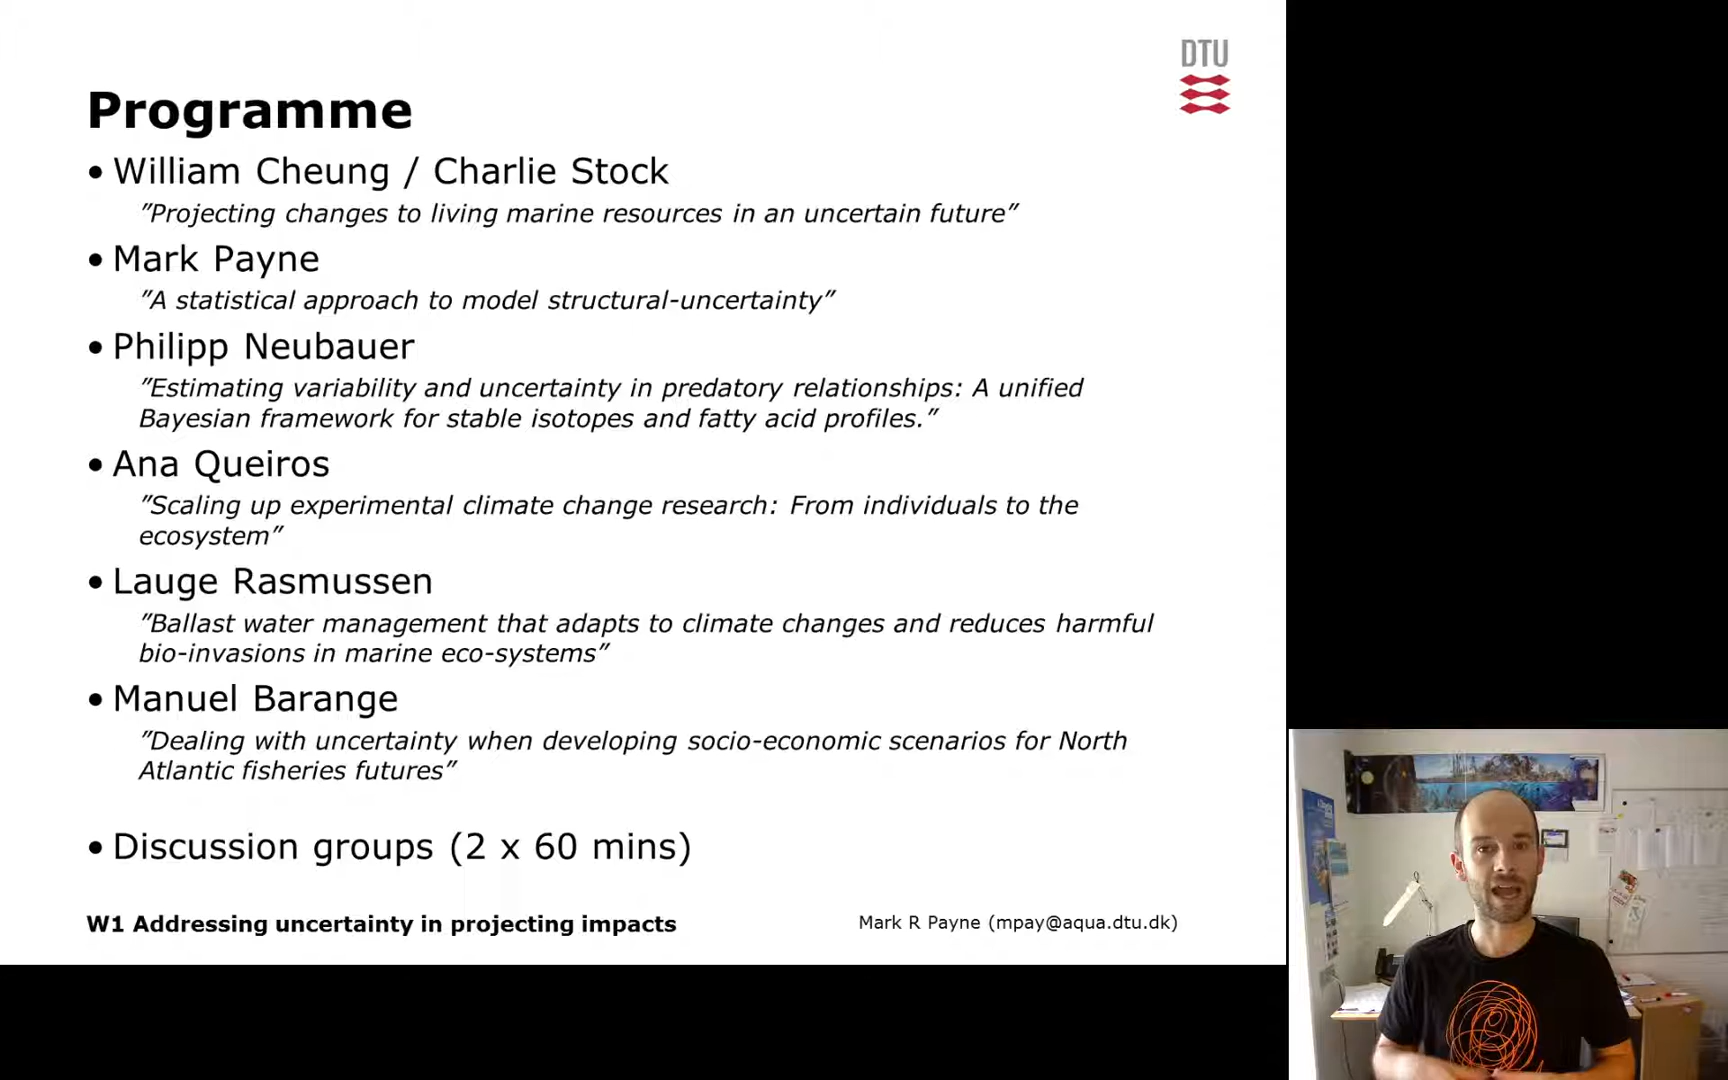 DTU
Programme
• William Cheung / Charlie Stock
”Projecting changes to living marine resources in an uncertain future”
• Mark Payne
”A statistical approach to model structural-uncertainty”
• Philipp Neubauer
”Estimating variability and uncertainty in predatory relationships: A unified
Bayesian framework for stable isotopes and fatty acid profiles.”
• Ana Queiros
”Scaling up experimental climate change research: From individuals to the
ecosystem”
• Lauge Rasmussen
”Ballast water management that adapts to climate changes and reduces harmful
bio-invasions in marine eco-systems”
• Manuel Barange
”Dealing with uncertainty when developing socio-economic scenarios for North
Atlantic fisheries futures”
• Discussion groups (2 x 60 mins)
W1 Addressing uncertainty in projecting impacts
Mark R Payne (mpay@aqua.dtu.dk)